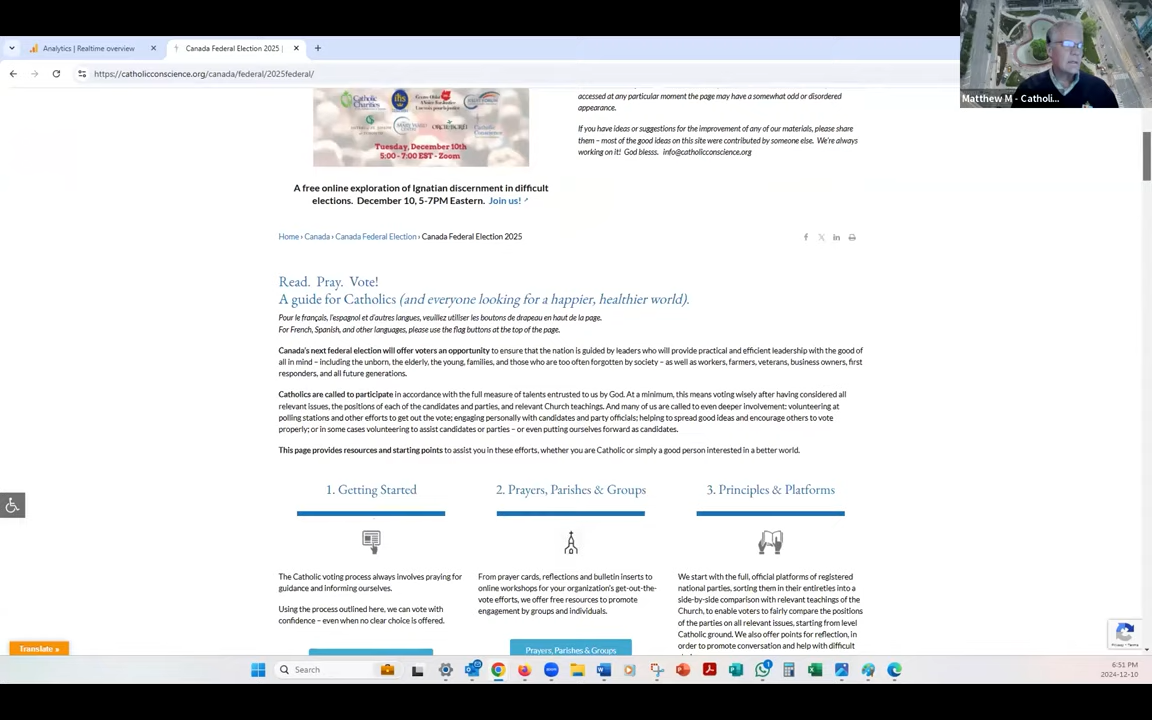 Analytics | Realtime overview
Canada Federal Election 2025 |
https://catholicconscience.org/canada/federal/2025federal/
Matthew M - Catholi...
Catholic Charities
Tuesday, December 10th
5:00 - 7:00 EST - Zoom
A free online exploration of Ignatian discernment in difficult
elections. December 10, 5-7PM Eastern. Join us!
accessed at any particular moment the page may have a somewhat odd or disordered
appearance.
If you have ideas or suggestions for the improvement of any of our materials, please share
them – most of the good ideas on this site were contributed by someone else. We're always
working on it! God blesss. info@catholicconscience.org
Home › Canada › Canada Federal Election › Canada Federal Election 2025
Read. Pray. Vote!
A guide for Catholics (and everyone looking for a happier, healthier world).
Pour le français, l'espagnol et d'autres langues, veuillez utiliser les boutons de drapeau en haut de la page.
For French, Spanish, and other languages, please use the flag buttons at the top of the page.
Canada's next federal election will offer voters an opportunity to ensure that the nation is guided by leaders who will provide practical and efficient leadership with the good of
all in mind – including the unborn, the elderly, the young, families, and those who are too often forgotten by society – as well as workers, farmers, veterans, business owners, first
responders, and all future generations.
Catholics are called to participate in accordance with the full measure of talents entrusted to us by God. At a minimum, this means voting wisely after having considered all
relevant issues, the positions of each of the candidates and parties, and relevant Church teachings. And many of us are called to even deeper involvement: volunteering at
polling stations and other efforts to get out the vote; engaging personally with candidates and party officials; helping to spread good ideas and encourage others to vote
properly; or in some cases volunteering to assist candidates or parties – or even putting ourselves forward as candidates.
This page provides resources and starting points to assist you in these efforts, whether you are Catholic or simply a good person interested in a better world.
1. Getting Started
The Catholic voting process always involves praying for
guidance and informing ourselves.
Using the process outlined here, we can vote with
confidence – even when no clear choice is offered.
2. Prayers, Parishes & Groups
From prayer cards, reflections and bulletin inserts to
online workshops for your organization's get-out-the-
vote efforts, we offer free resources to promote
engagement by groups and individuals.
Prayers, Parishes & Groups
3. Principles & Platforms
We start with the full, official platforms of registered
national parties, sorting them in their entireties into a
side-by-side comparison with relevant teachings of the
Church, to enable voters to fairly compare the positions
of the parties on all relevant issues, starting from level
Catholic ground. We also offer points for reflection, in
order to promote conversation and help with difficult
Translate »
Privacy - Terms
Search
6:51 PM
2024-12-10